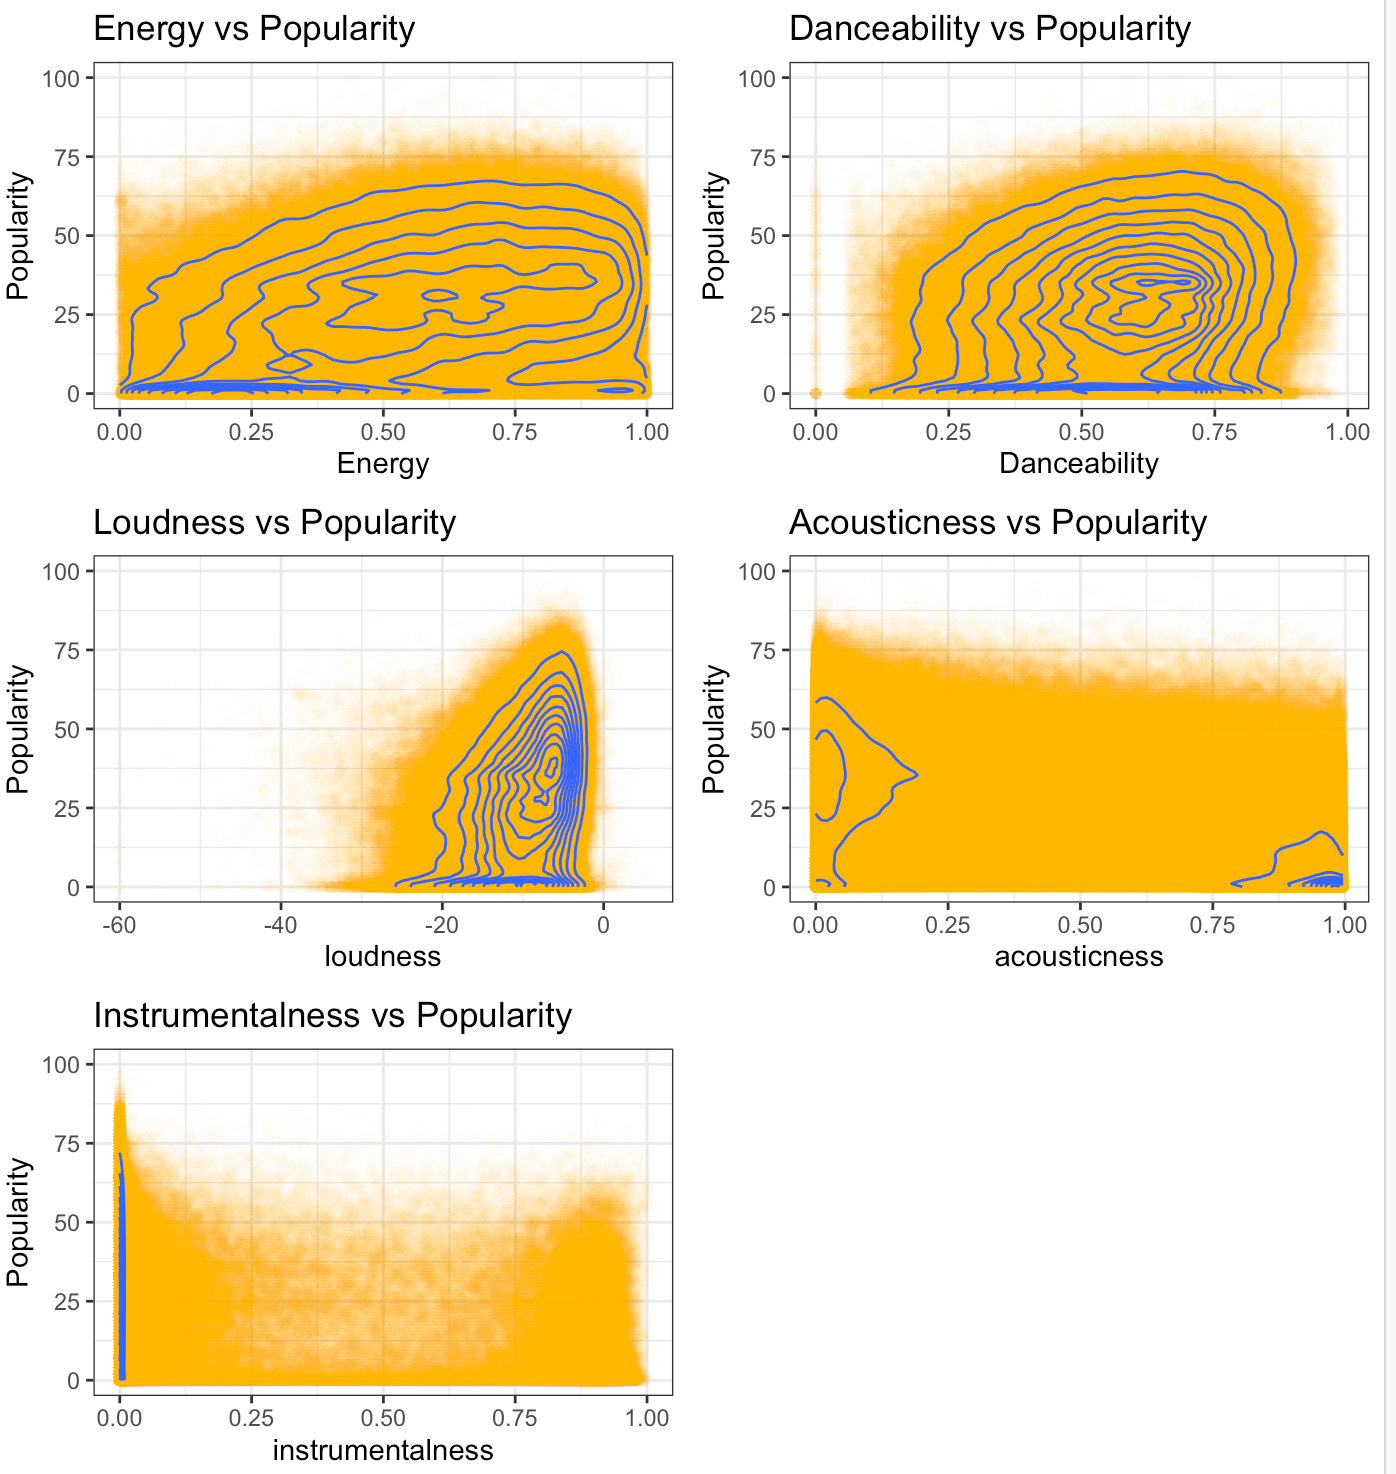 Energy vs Popularity
100
75
50
25
0
Popularity
0.00 0.25 0.50 0.75 1.00
Energy
Danceability vs Popularity
100
75
50
25
0
Popularity
0.00 0.25 0.50 0.75 1.00
Danceability
Loudness vs Popularity
100
75
50
25
0
Popularity
-60 -40 -20 0
loudness
Acousticness vs Popularity
100
75
50
25
0
Popularity
0.00 0.25 0.50 0.75 1.00
acousticness
Instrumentalness vs Popularity
100
75
50
25
0
Popularity
0.00 0.25 0.50 0.75 1.00
instrumentalness